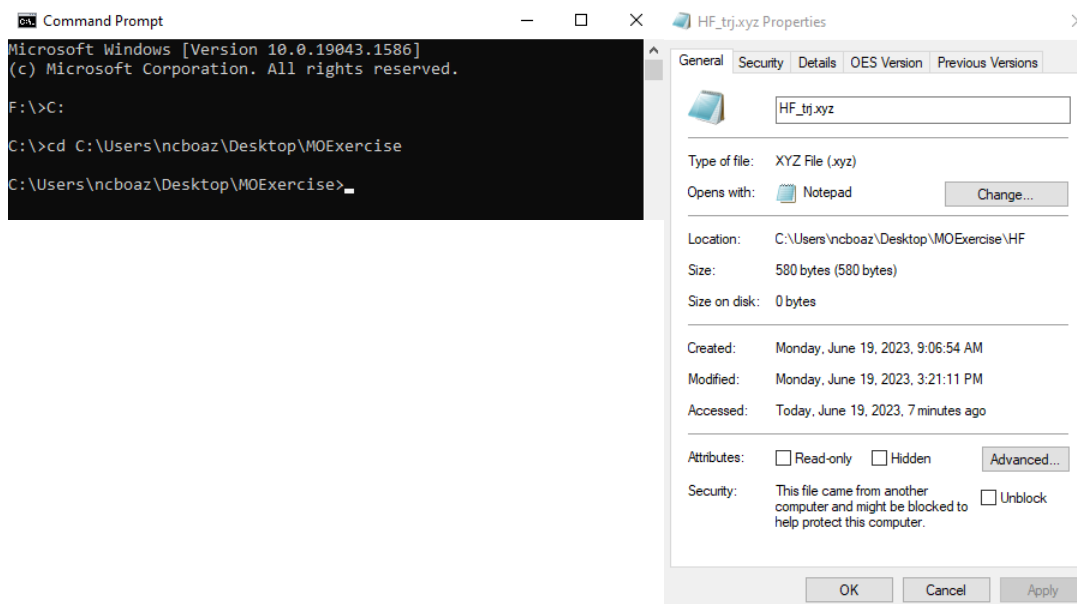 Command Prompt
Microsoft Windows [Version 10.0.19043.1586]
(c) Microsoft Corporation. All rights reserved.
F:\>C:
C:\>cd C:\Users\ncboaz\Desktop\MOExercise
C:\Users\ncboaz\Desktop\MOExercise>
HF_trj.xyz Properties
General Security Details OES Version Previous Versions
HF_trj.xyz
Type of file: XYZ File (.xyz)
Opens with: Notepad Change...
Location: C:\Users\ncboaz\Desktop\MOExercise\HF
Size: 580 bytes (580 bytes)
Size on disk: 0 bytes
Created: Monday, June 19, 2023, 9:06:54 AM
Modified: Monday, June 19, 2023, 3:21:11 PM
Accessed: Today, June 19, 2023, 7 minutes ago
Attributes: Read-only Hidden Advanced...
Security: This file came from another
computer and might be blocked to
help protect this computer.
Unblock
OK Cancel Apply